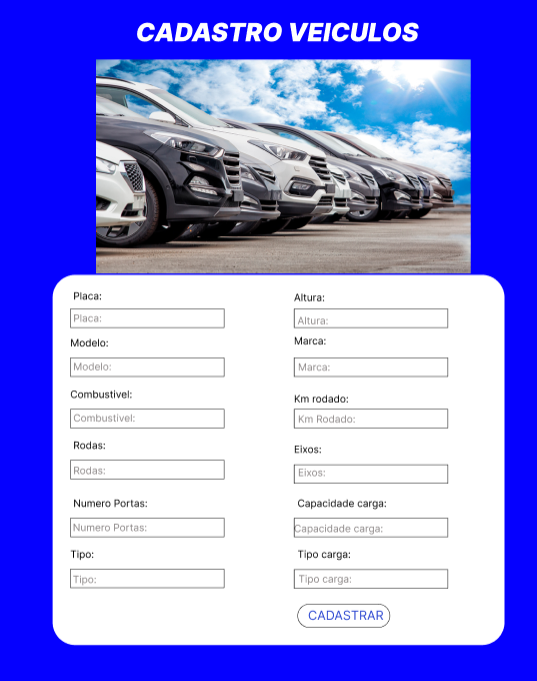 CADASTRO VEICULOS
Placa:
Placa:
Modelo:
Modelo:
Combustivel:
Combustivel:
Rodas:
Rodas:
Numero Portas:
Numero Portas:
Tipo:
Tipo:
Altura:
Altura:
Marca:
Marca:
Km rodado:
Km Rodado:
Eixos:
Eixos:
Capacidade carga:
Capacidade carga:
Tipo carga:
Tipo carga:
CADASTRAR